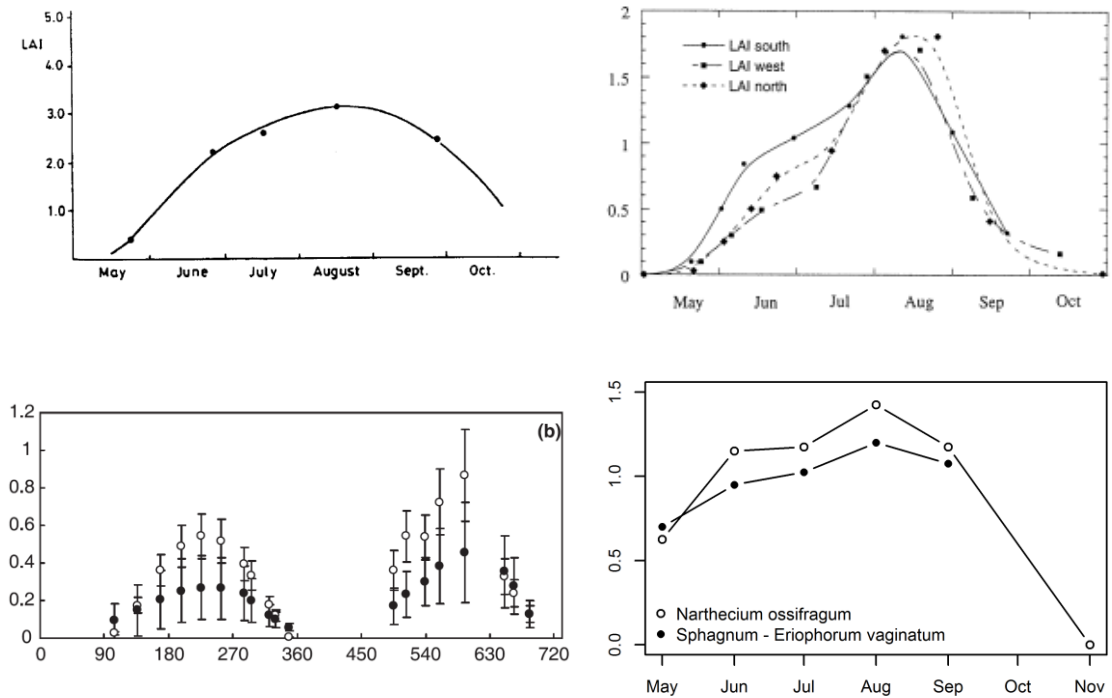 5.0
LAI
4.0
3.0
2.0
1.0
May June July August Sept. Oct.
2
1.5
1
0.5
0
LAI south
LAI west
LAI north
May Jun Jul Aug Sep Oct
1.2
1
0.8
0.6
0.4
0.2
0
(b)
0 90 180 270 360 450 540 630 720
1.5
1.0
0.5
0.0
Narthecium ossifragum
Sphagnum - Eriophorum vaginatum
May Jun Jul Aug Sep Oct Nov